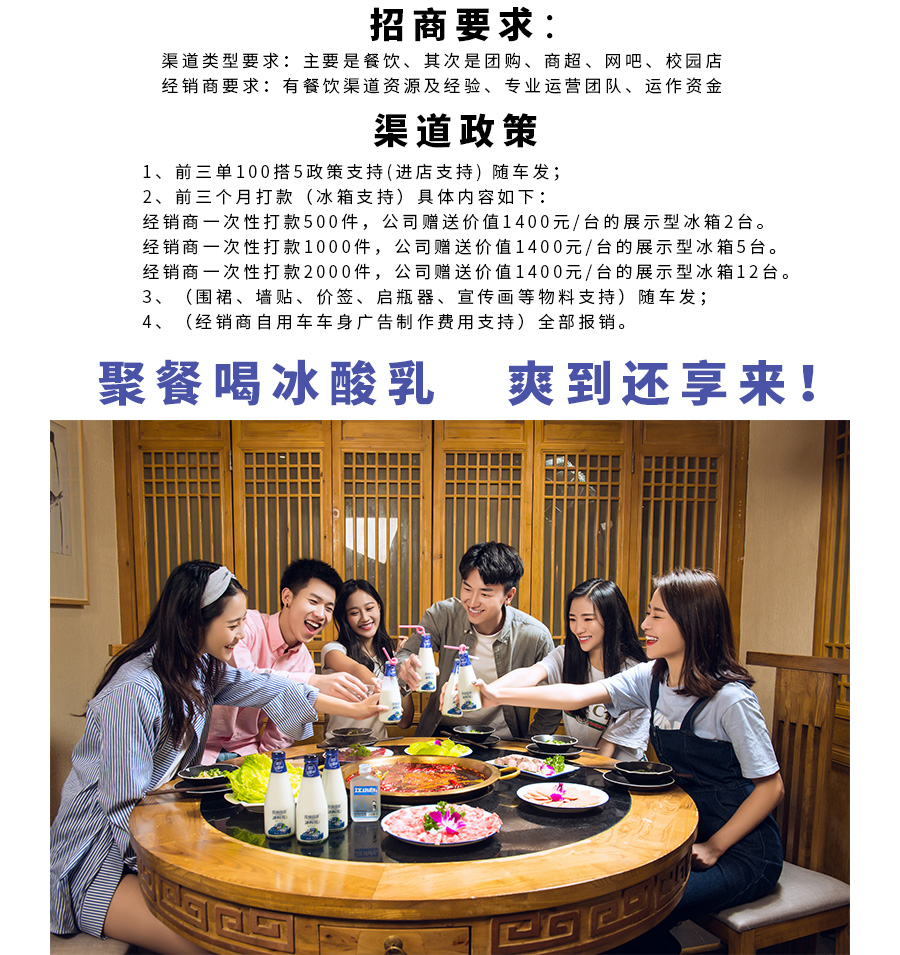 招商要求：
渠道类型要求：主要是餐饮、其次是团购、商超、网吧、校园店
经销商要求：有餐饮渠道资源及经验、专业运营团队、运作资金
渠道政策
1、前三单100搭5政策支持(进店支持) 随车发；
2、前三个月打款（冰箱支持）具体内容如下：
经销商一次性打款500件，公司赠送价值1400元/台的展示型冰箱2台。
经销商一次性打款1000件，公司赠送价值1400元/台的展示型冰箱5台。
经销商一次性打款2000件，公司赠送价值1400元/台的展示型冰箱12台。
3、（围裙、墙贴、价签、启瓶器、宣传画等物料支持）随车发；
4、（经销商自用车车身广告制作费用支持）全部报销。
聚餐喝冰酸乳 爽到还享来！